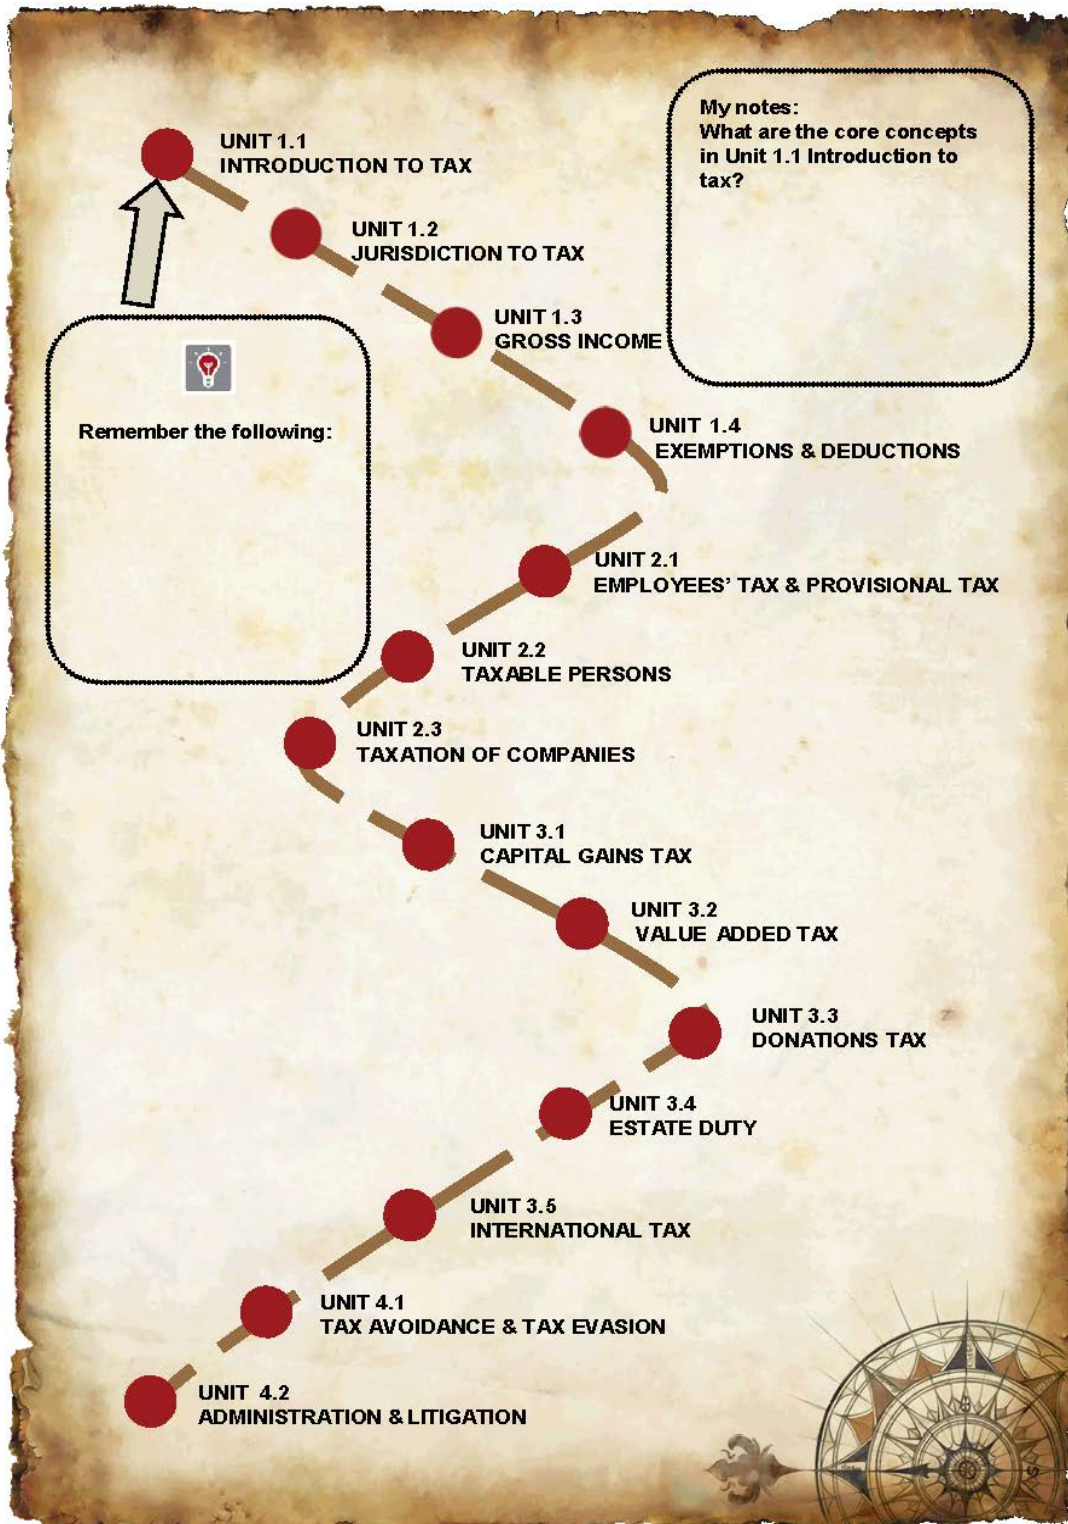 My notes:
What are the core concepts
in Unit 1.1 Introduction to
tax?
UNIT 1.1
INTRODUCTION TO TAX
UNIT 1.2
JURISDICTION TO TAX
UNIT 1.3
GROSS INCOME
Remember the following:
UNIT 1.4
EXEMPTIONS & DEDUCTIONS
UNIT 2.1
EMPLOYEES' TAX & PROVISIONAL TAX
UNIT 2.2
TAXABLE PERSONS
UNIT 2.3
TAXATION OF COMPANIES
UNIT 3.1
CAPITAL GAINS TAX
UNIT 3.2
VALUE ADDED TAX
UNIT 3.3
DONATIONS TAX
UNIT 3.4
ESTATE DUTY
UNIT 3.5
INTERNATIONAL TAX
UNIT 4.1
TAX AVOIDANCE & TAX EVASION
UNIT 4.2
ADMINISTRATION & LITIGATION